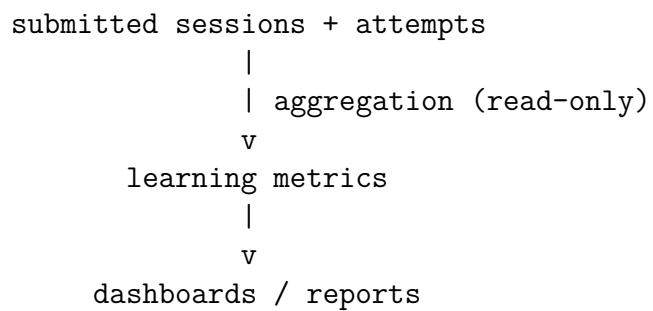 submitted sessions + attempts
|
| aggregation (read-only)
v
learning metrics
|
v
dashboards / reports